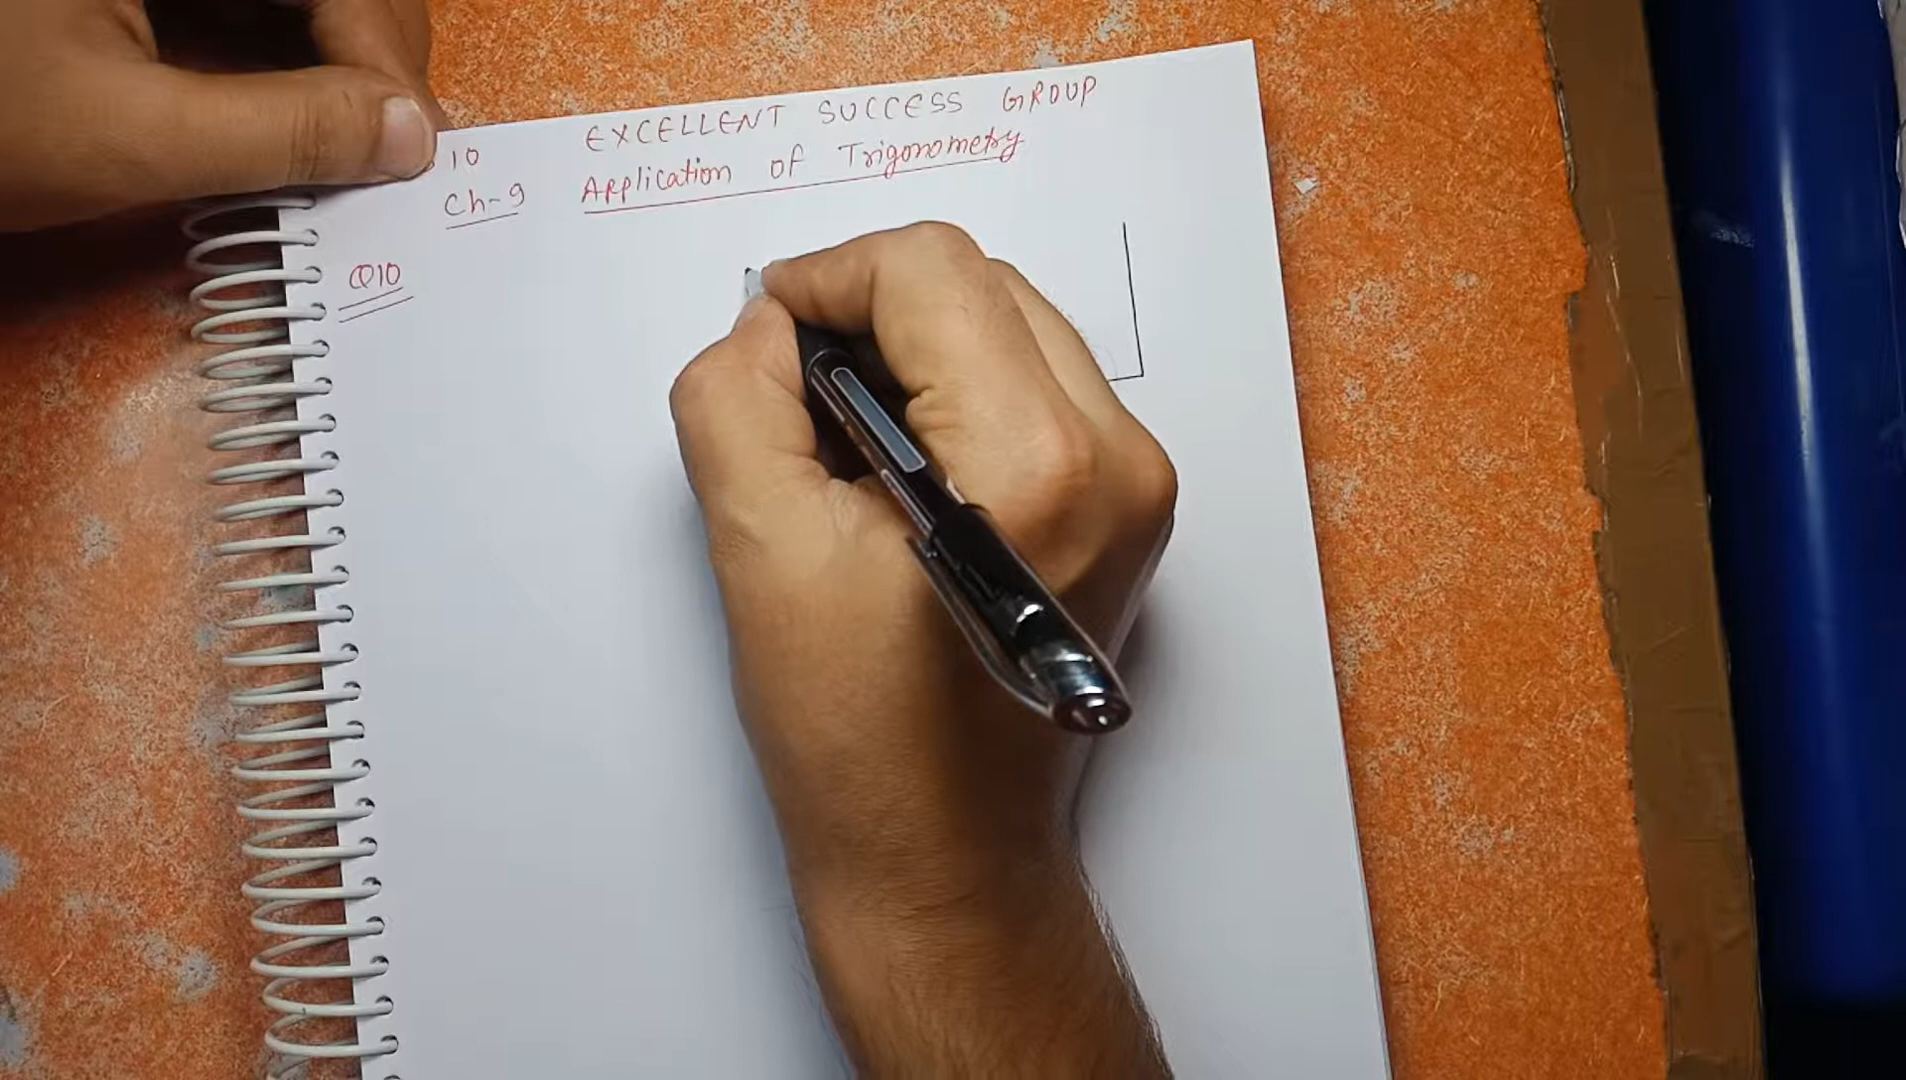 EXCELLENT SUCCESS GROUP
10
Ch-9 Application of Trigonometry
Q10